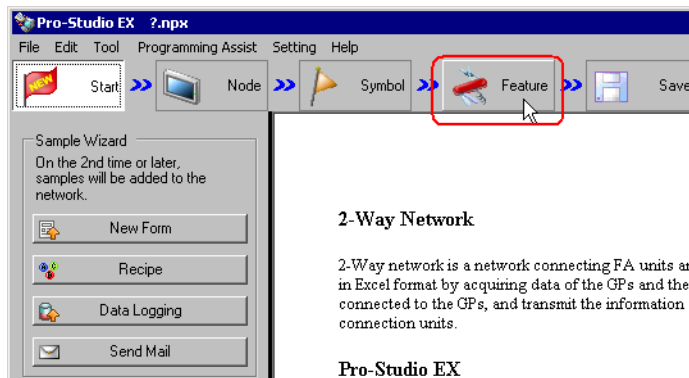 Pro-Studio EX ?.npx
File Edit Tool Programming Assist Setting Help
NEW Start Node Symbol Feature Save
Sample Wizard
On the 2nd time or later,
samples will be added to the
network.
New Form
Recipe
Data Logging
Send Mail
2-Way Network
2-Way network is a network connecting FA units a
in Excel format by acquiring data of the GPs and the
connected to the GPs, and transmit the information
connection units.
Pro-Studio EX